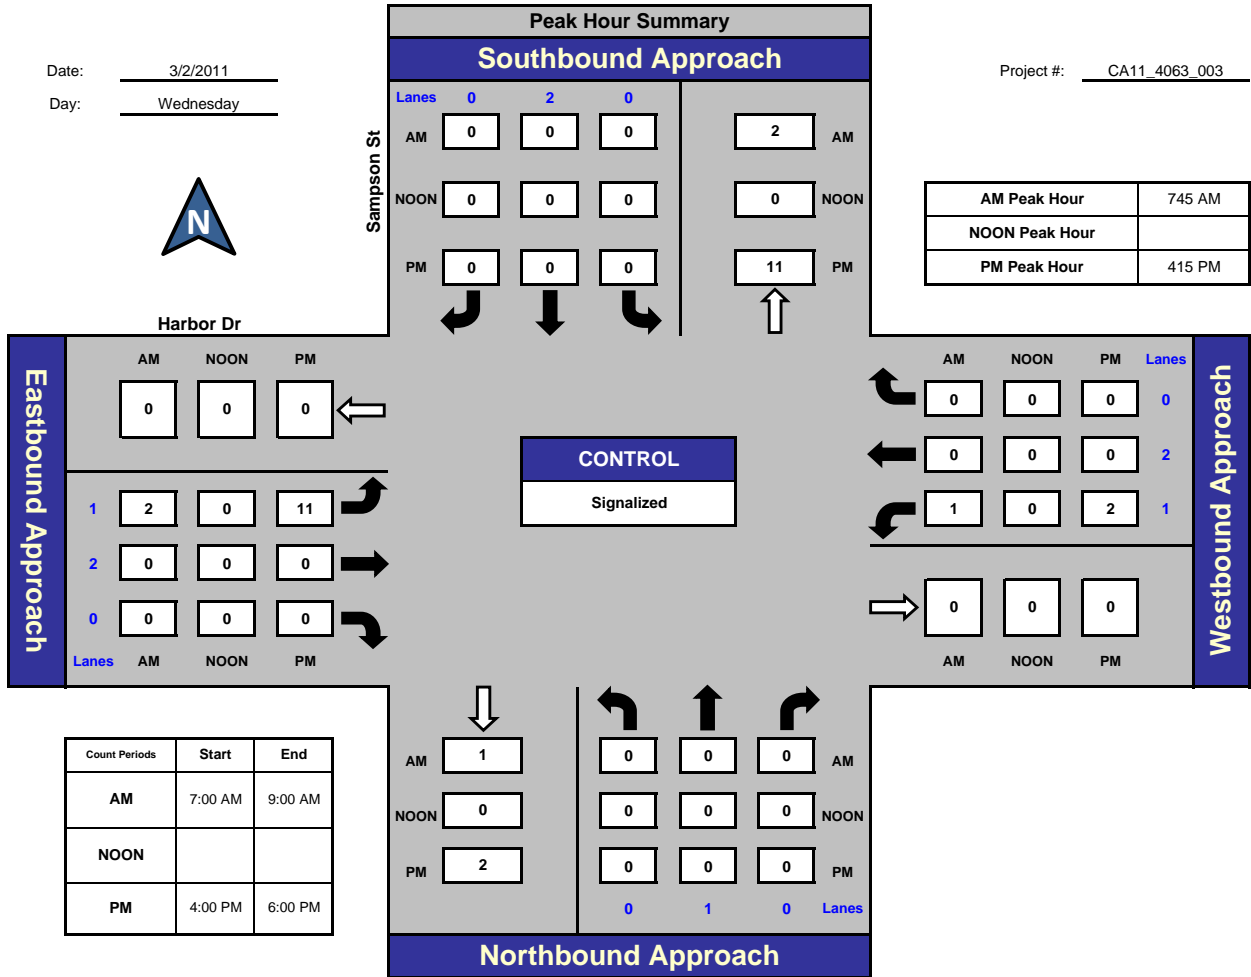 Peak Hour Summary
Southbound Approach
Date: 3/2/2011
Project #: CA11_4063_003
Day: Wednesday
Sampson St
Lanes 0 2 0
AM 0 0 0 2 AM
NOON 0 0 0 0 NOON
PM 0 0 0 11 PM
N
AM Peak Hour 745 AM
NOON Peak Hour
PM Peak Hour 415 PM
Harbor Dr
Eastbound Approach
AM NOON PM
0 0 0
1 2 0 11
2 0 0 0
0 0 0 0
Lanes AM NOON PM
CONTROL
Signalized
AM NOON PM Lanes
0 0 0 0
0 0 0 2
1 0 2 1
0 0 0
AM NOON PM
Westbound Approach
Count Periods Start End
AM 7:00 AM 9:00 AM
NOON
PM 4:00 PM 6:00 PM
AM 1 0 0 0 AM
NOON 0 0 0 0 NOON
PM 2 0 0 0 PM
0 1 0 Lanes
Northbound Approach